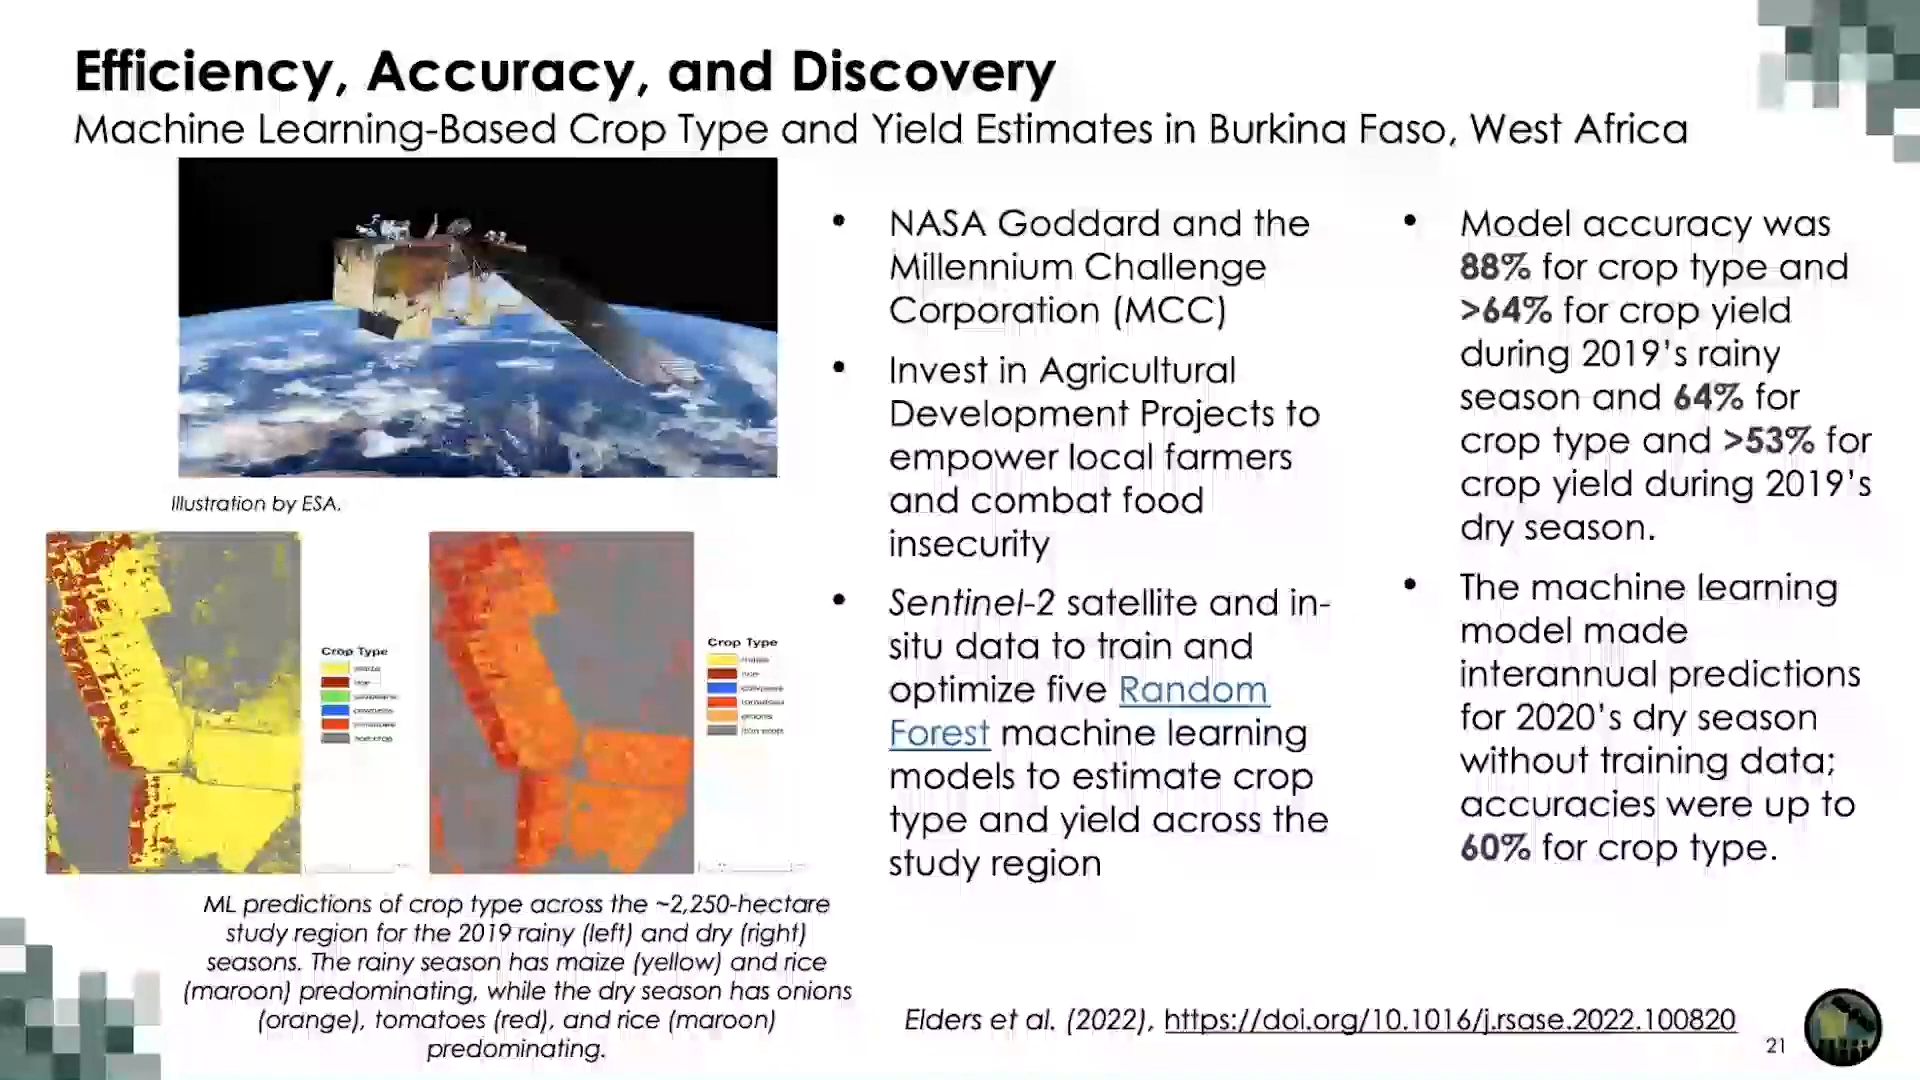 Efficiency, Accuracy, and Discovery
Machine Learning-Based Crop Type and Yield Estimates in Burkina Faso, West Africa
Illustration by ESA.
Crop Type
Crop Type
ML predictions of crop type across the ~2,250-hectare
study region for the 2019 rainy (left) and dry (right)
seasons. The rainy season has maize (yellow) and rice
(maroon) predominating, while the dry season has onions
(orange), tomatoes (red), and rice (maroon)
predominating.
• NASA Goddard and the
Millennium Challenge
Corporation (MCC)
• Invest in Agricultural
Development Projects to
empower local farmers
and combat food
insecurity
• Sentinel-2 satellite and in-
situ data to train and
optimize five Random
Forest machine learning
models to estimate crop
type and yield across the
study region
• Model accuracy was
88% for crop type and
>64% for crop yield
during 2019's rainy
season and 64% for
crop type and >53% for
crop yield during 2019's
dry season.
• The machine learning
model made
interannual predictions
for 2020's dry season
without training data;
accuracies were up to
60% for crop type.
Elders et al. (2022), https://doi.org/10.1016/j.rsase.2022.100820
21